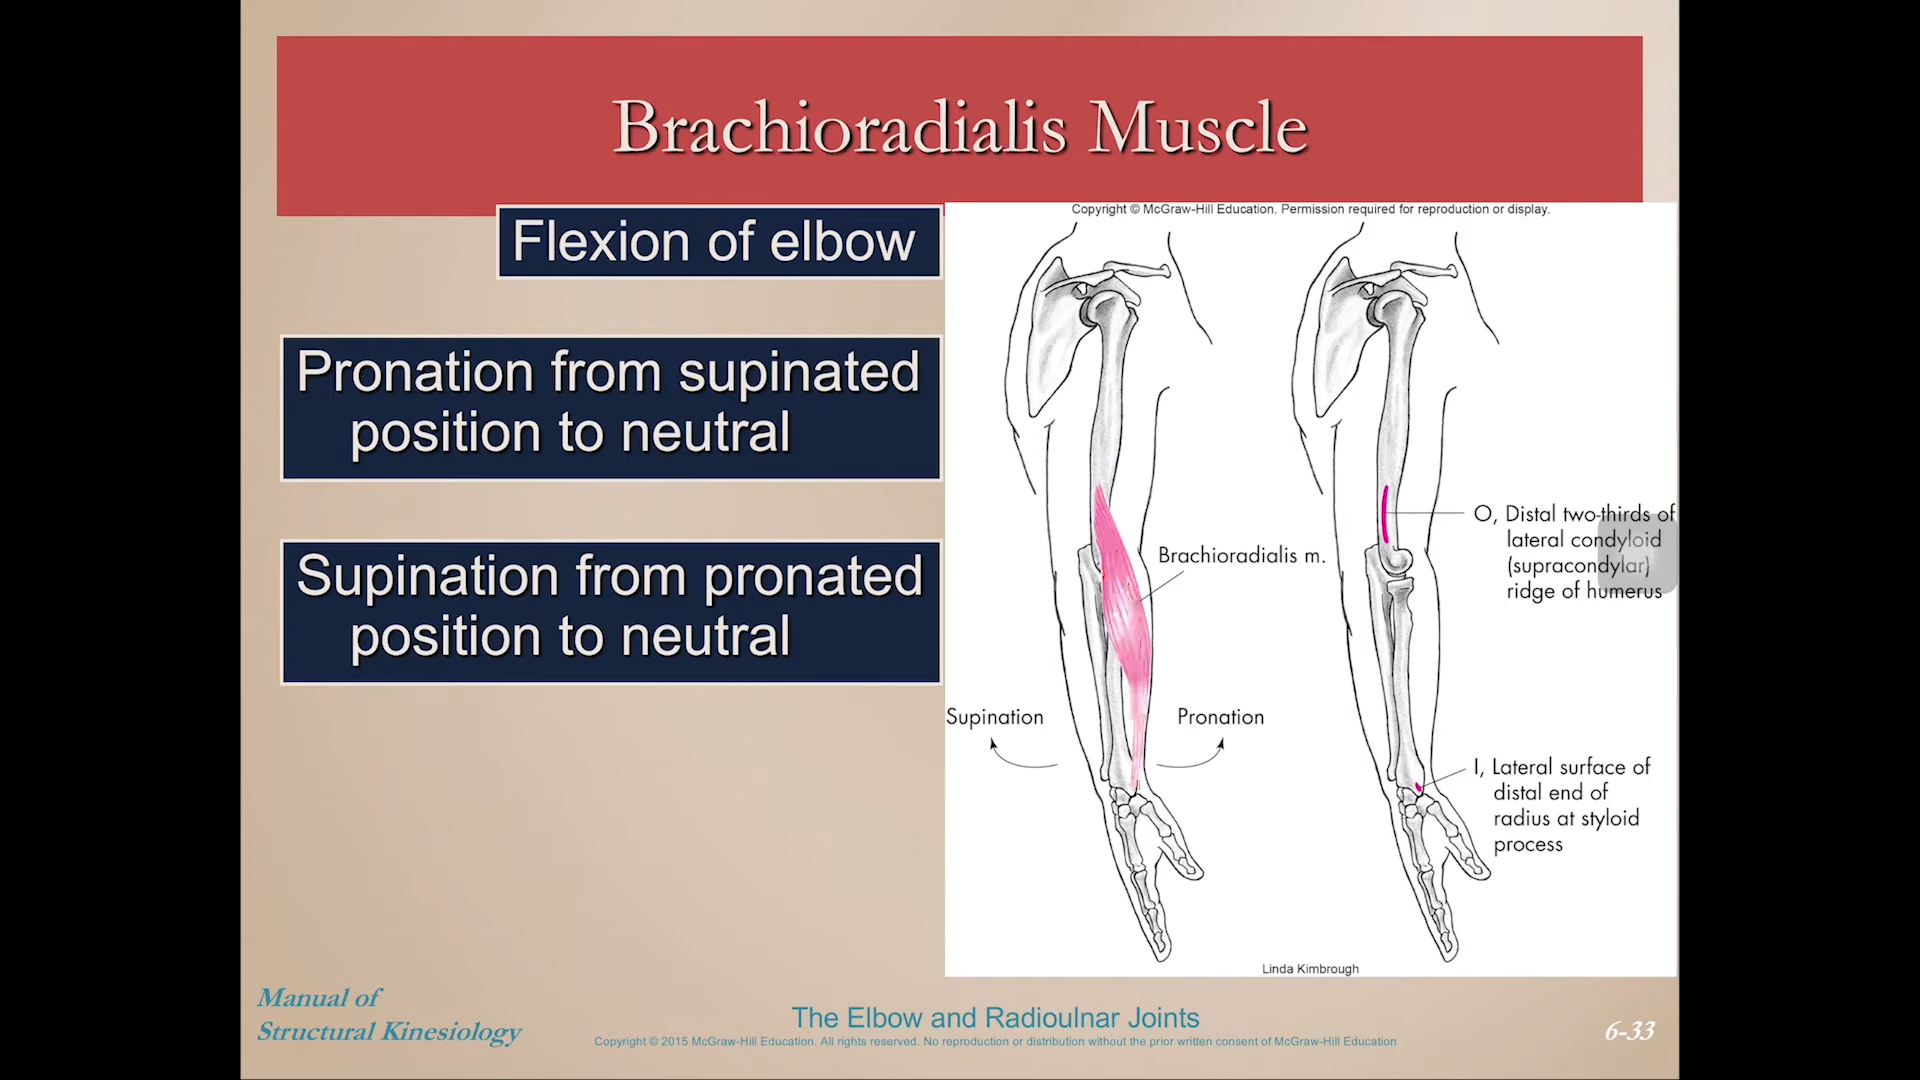 Brachioradialis Muscle
Flexion of elbow
Pronation from supinated
position to neutral
Supination from pronated
position to neutral
Copyright © McGraw-Hill Education. Permission required for reproduction or display.
Brachioradialis m.
Supination
Pronation
O, Distal two-thirds of
lateral condyloid
(supracondylar)
ridge of humerus
I, Lateral surface of
distal end of
radius at styloid
process
Linda Kimbrough
Manual of
Structural Kinesiology
The Elbow and Radioulnar Joints
Copyright © 2015 McGraw-Hill Education. All rights reserved. No reproduction or distribution without the prior written consent of McGraw-Hill Education
6-33